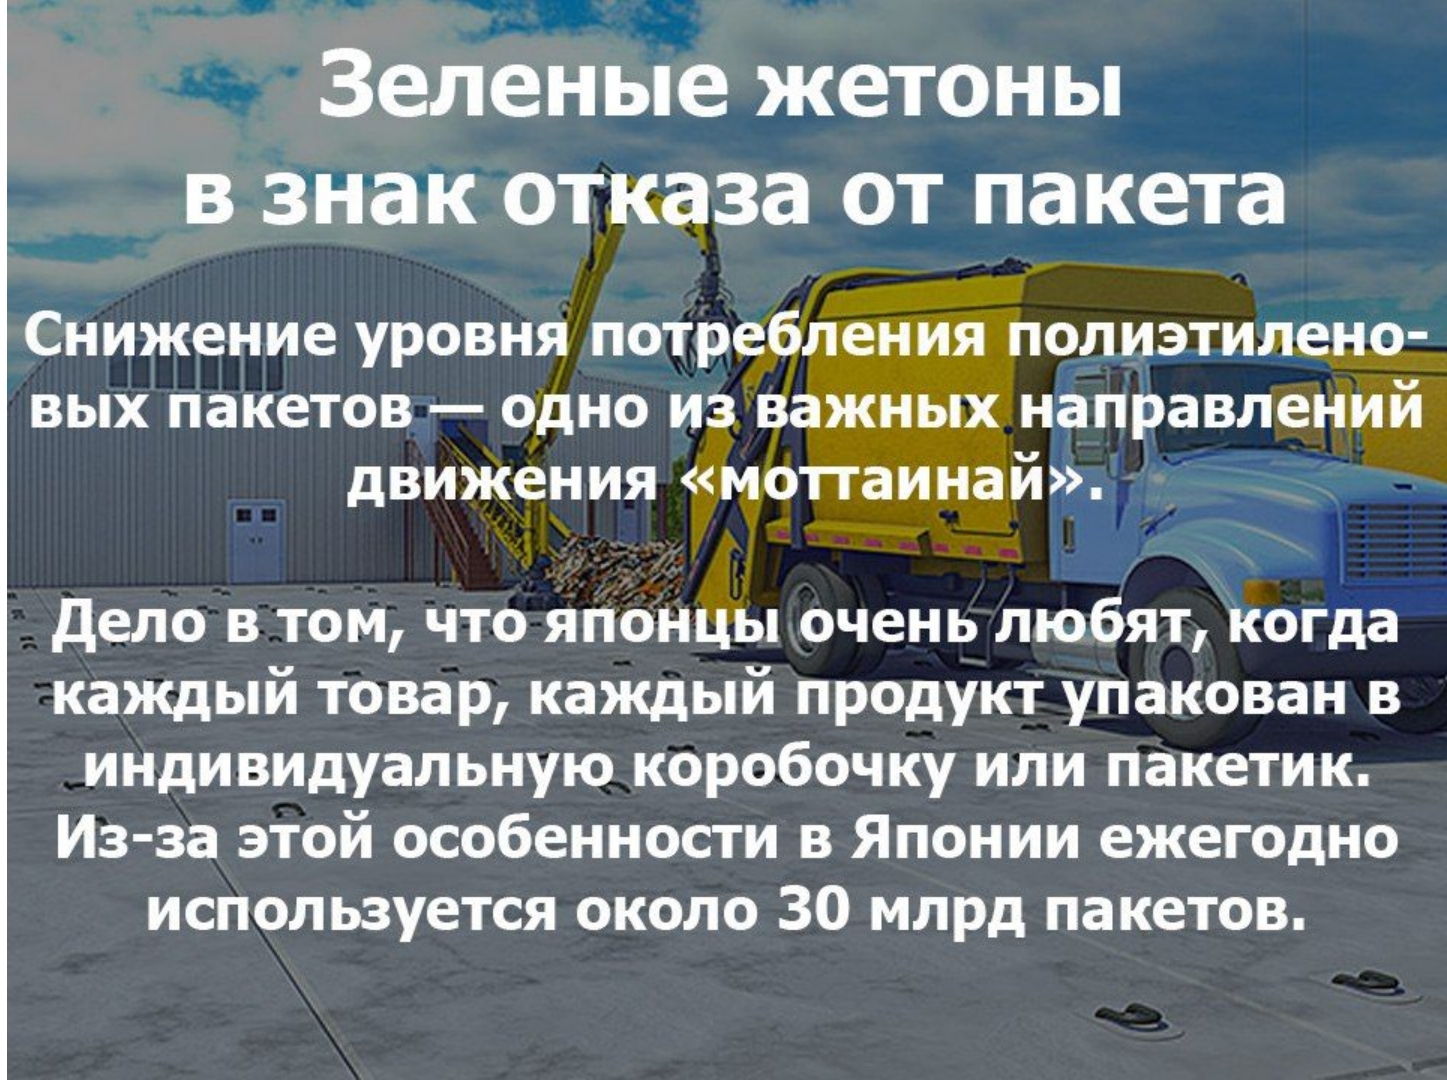 Зеленые жетоны
в знак отказа от пакета
Снижение уровня потребления полиэтилено-
вых пакетов — одно из важных направлений
движения «моттаинай».
Дело в том, что японцы очень любят, когда
каждый товар, каждый продукт упакован в
индивидуальную коробочку или пакетик.
Из-за этой особенности в Японии ежегодно
используется около 30 млрд пакетов.